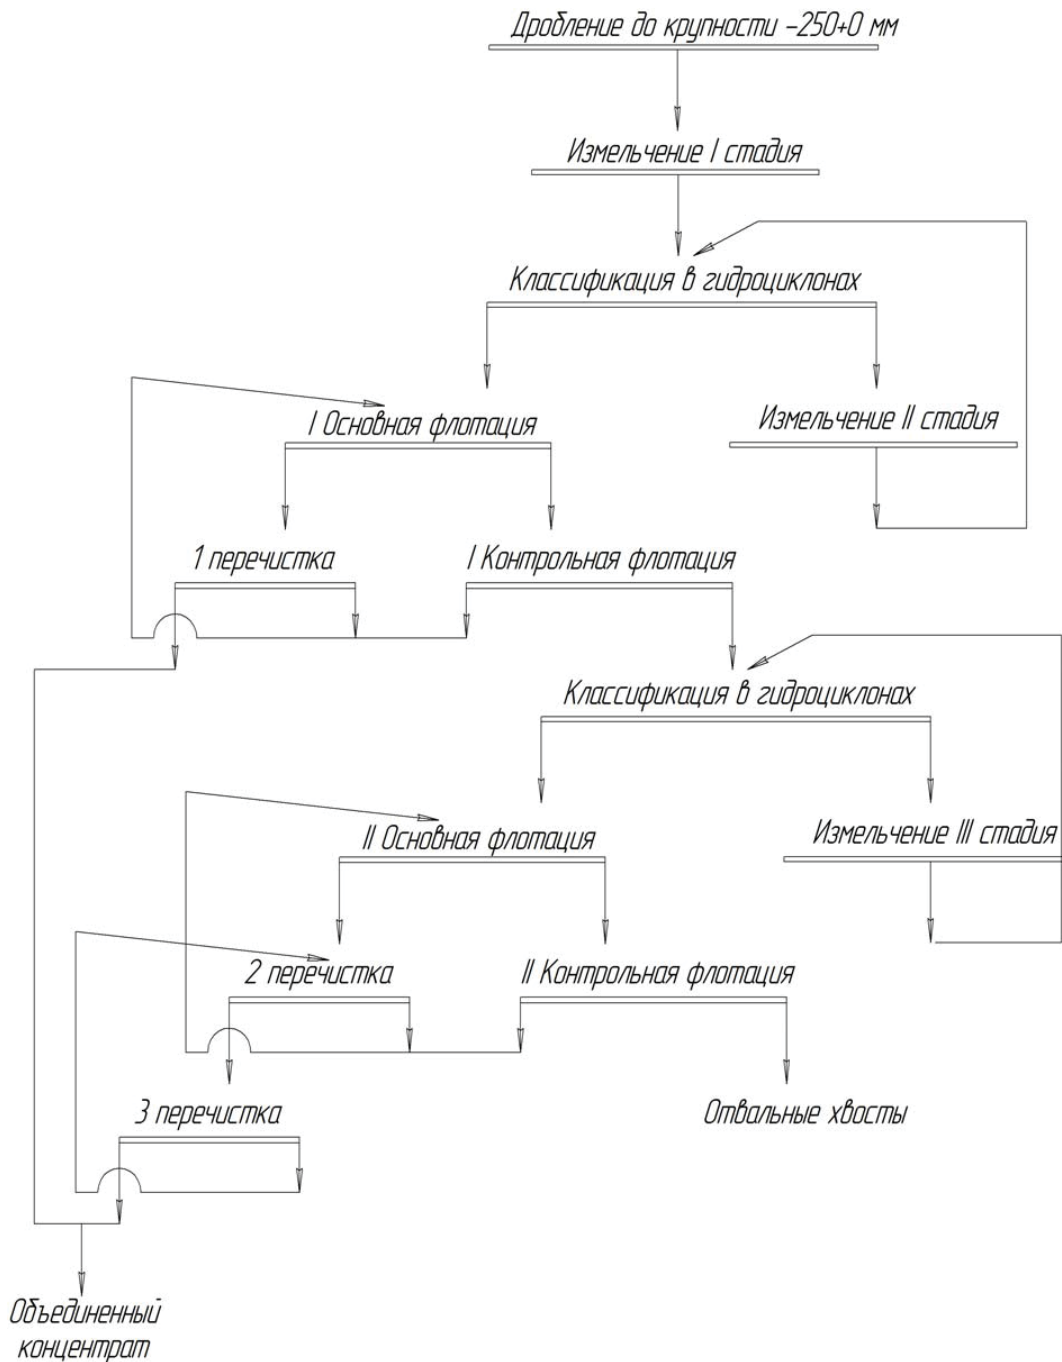 Дробление до крупности -250+0 мм
Измельчение I стадия
Классификация в гидроциклонах
I Основная флотация
Измельчение II стадия
1 перечистка
I Контрольная флотация
Классификация в гидроциклонах
II Основная флотация
Измельчение III стадия
2 перечистка
II Контрольная флотация
3 перечистка
Отвальные хвосты
Объединенный
концентрат